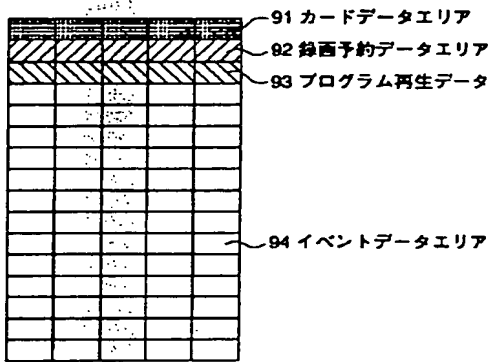 91 カードデータエリア
92 録画予約データエリア
93 プログラム再生データ
94 イベントデータエリア